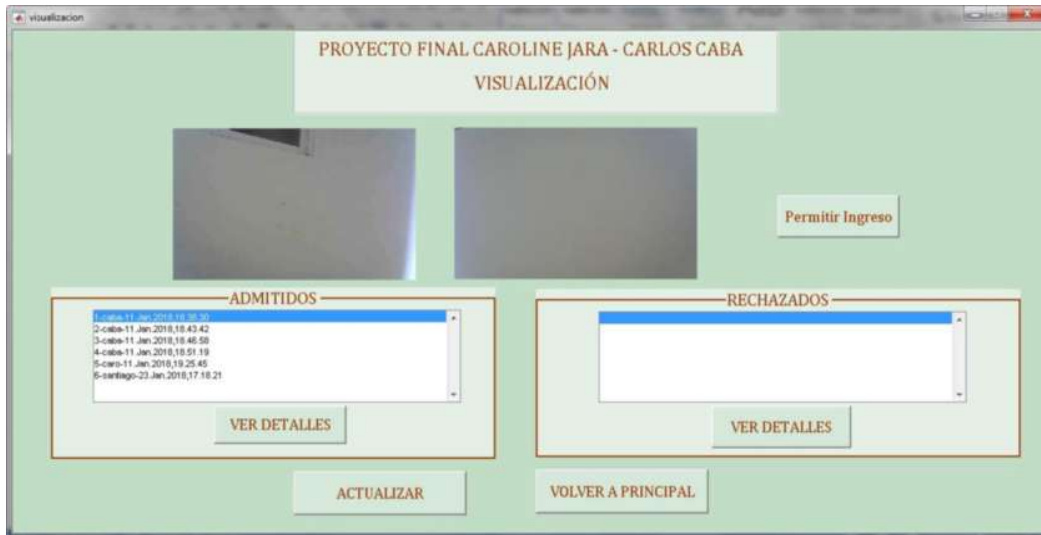 visualizacion
PROYECTO FINAL CAROLINE JARA - CARLOS CABA
VISUALIZACIÓN
Permitir Ingreso
ADMITIDOS
1-caba-11.Jan.2018,18.38.30
2-caba-11.Jan.2018,18.43.42
3-caba-11.Jan.2018,18.46.58
4-caba-11.Jan.2018,18.51.19
5-caro-11.Jan.2018,19.25.45
6-santiago-23.Jan.2018,17.18.21
VER DETALLES
RECHAZADOS
VER DETALLES
ACTUALIZAR
VOLVER A PRINCIPAL